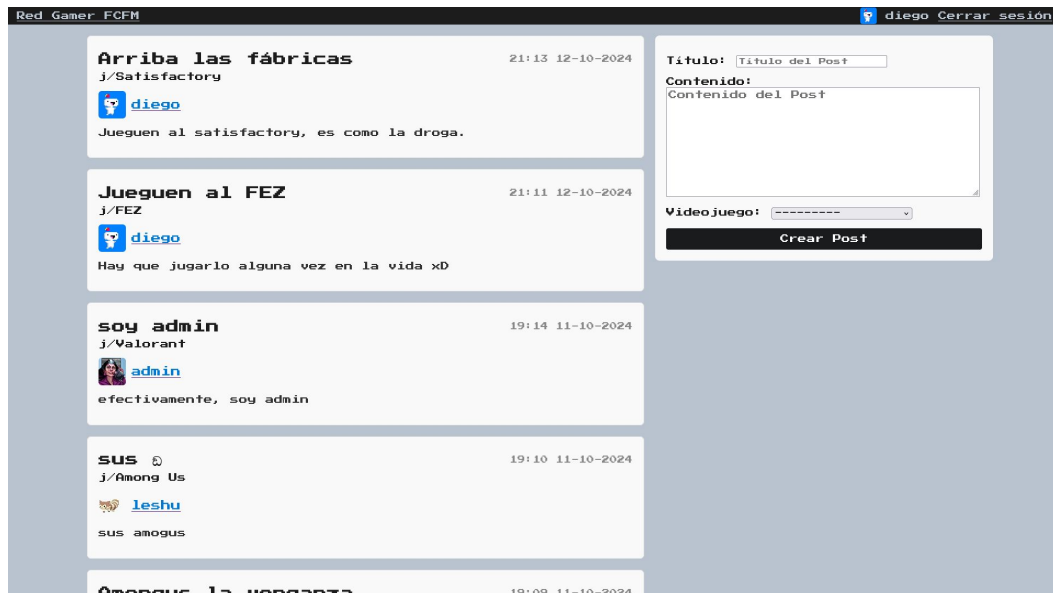 Red Gamer FCFM
diego Cerrar sesión
Arriba las fábricas
21:13 12-10-2024
j/Satisfactory
diego
Jueguen al satisfactory, es como la droga.
Jueguen al FEZ
21:11 12-10-2024
j/FEZ
diego
Hay que jugarlo alguna vez en la vida xD
soy admin
19:14 11-10-2024
j/Valorant
admin
efectivamente, soy admin
sus ඞ
19:10 11-10-2024
j/Among Us
leshu
sus amogus
Amongus la venganza
19:09 11-10-2024
Título: Título del Post
Contenido:
Contenido del Post
Videojuego: ---------
Crear Post